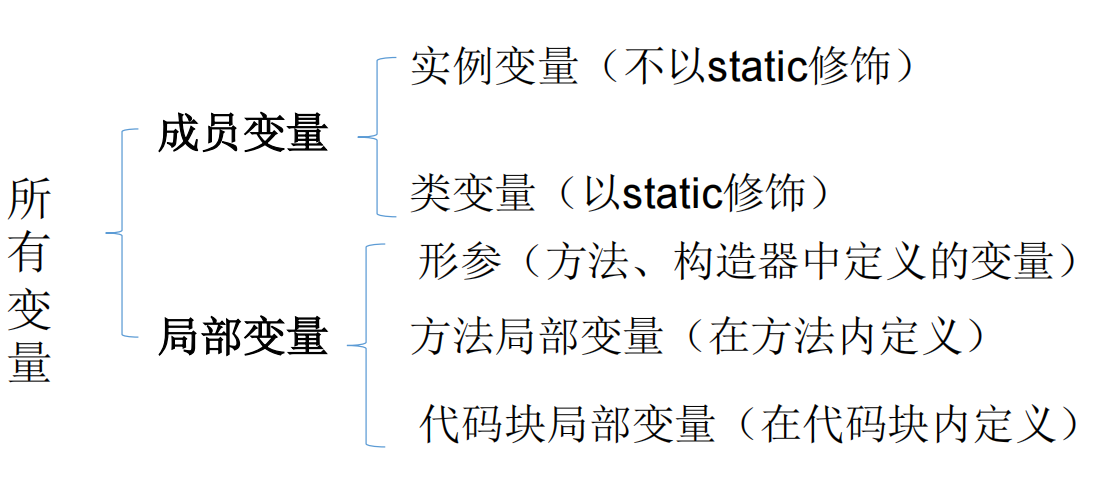 所有变量
成员变量
实例变量（不以static修饰）
类变量（以static修饰）
局部变量
形参（方法、构造器中定义的变量）
方法局部变量（在方法内定义）
代码块局部变量（在代码块内定义）